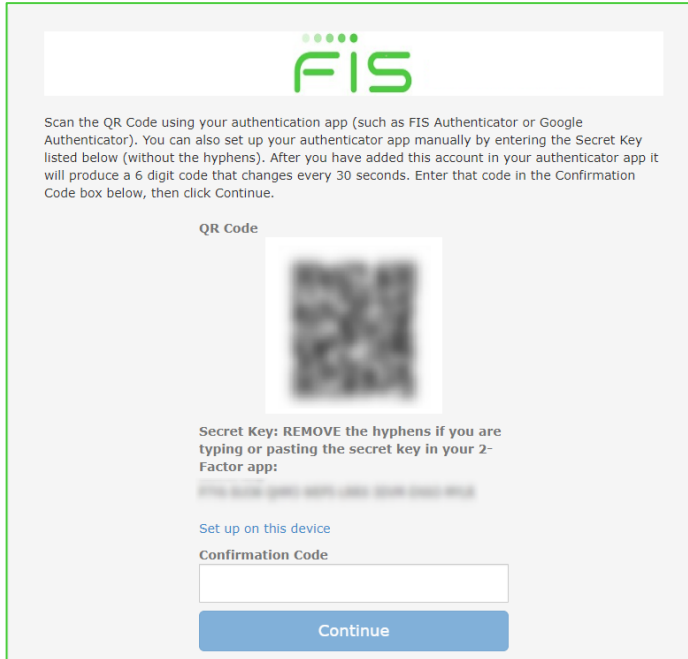 FIS
Scan the QR Code using your authentication app (such as FIS Authenticator or Google
Authenticator). You can also set up your authenticator app manually by entering the Secret Key
listed below (without the hyphens). After you have added this account in your authenticator app it
will produce a 6 digit code that changes every 30 seconds. Enter that code in the Confirmation
Code box below, then click Continue.
QR Code
Secret Key: REMOVE the hyphens if you are
typing or pasting the secret key in your 2-
Factor app:
Set up on this device
Confirmation Code
Continue